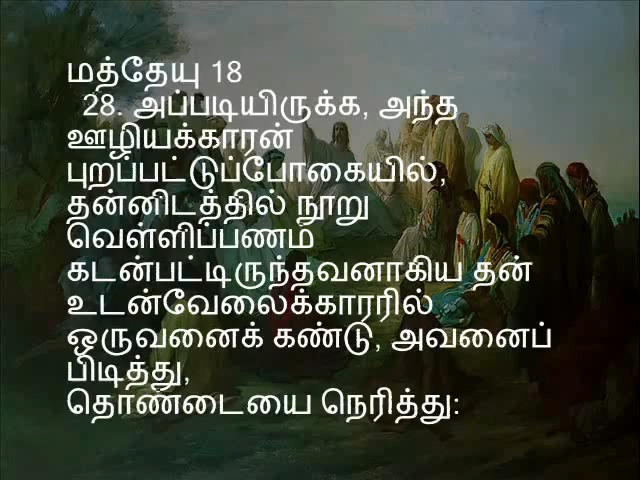 மத்தேயு 18
28. அப்படியிருக்க, அந்த
ஊழியக்காரன்
புறப்பட்டுப்போகையில்,
தன்னிடத்தில் நூறு
வெள்ளிப்பணம்
கடன்பட்டிருந்தவனாகிய தன்
உடன்வேலைக்காரரில்
ஒருவனைக் கண்டு, அவனைப்
பிடித்து,
தொண்டையை நெரித்து: